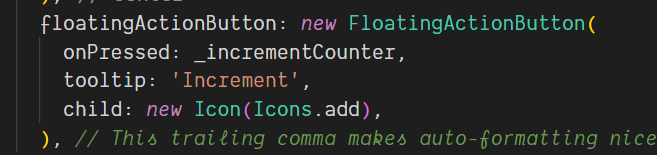 floatingActionButton: new FloatingActionButton(
onPressed: _incrementCounter,
tooltip: 'Increment',
child: new Icon(Icons.add),
), // This trailing comma makes auto-formatting nice